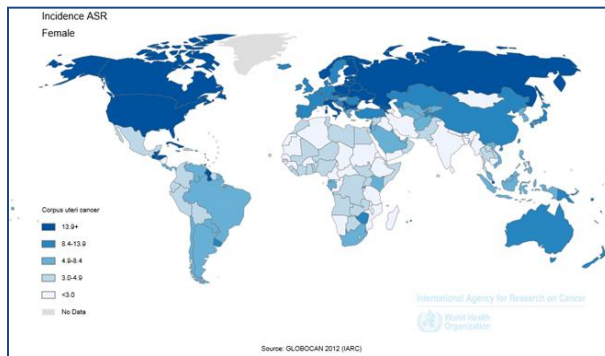 Incidence ASR
Female
Corpus uteri cancer
13.9+
8.4-13.9
4.9-8.4
3.0-4.9
<3.0
No Data
International Agency for Research on Cancer
World Health
Organization
Source: GLOBOCAN 2012 (IARC)